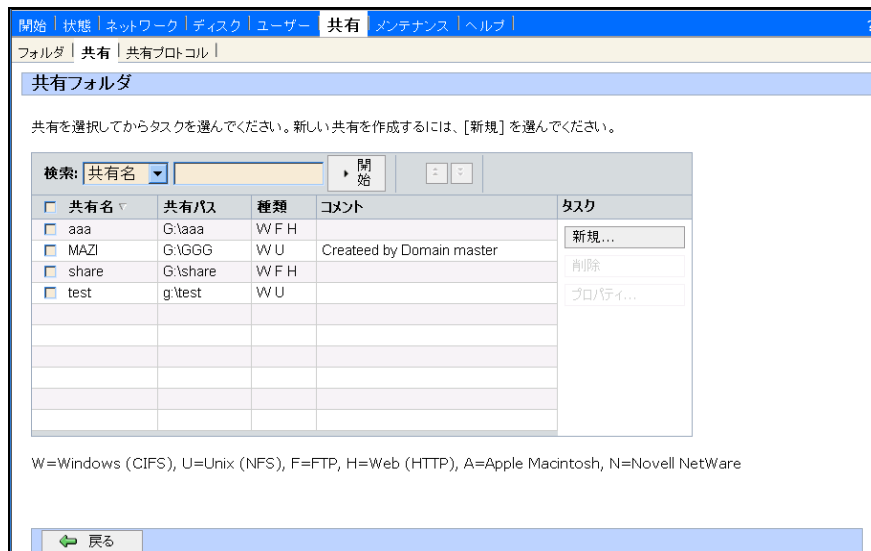 開始 状態 ネットワーク ディスク ユーザー 共有 メンテナンス ヘルプ ?
フォルダ 共有 共有プロトコル
共有フォルダ
共有を選択してからタスクを選んでください。新しい共有を作成するには、[新規] を選んでください。
検索: 共有名 開始
共有名 共有パス 種類 コメント タスク
aaa G:\aaa W F H 新規...
MAZI G:\GGG W U Createed by Domain master
share G:\share W F H 削除
test g:\test W U プロパティ...
W=Windows (CIFS), U=Unix (NFS), F=FTP, H=Web (HTTP), A=Apple Macintosh, N=Novell NetWare
戻る